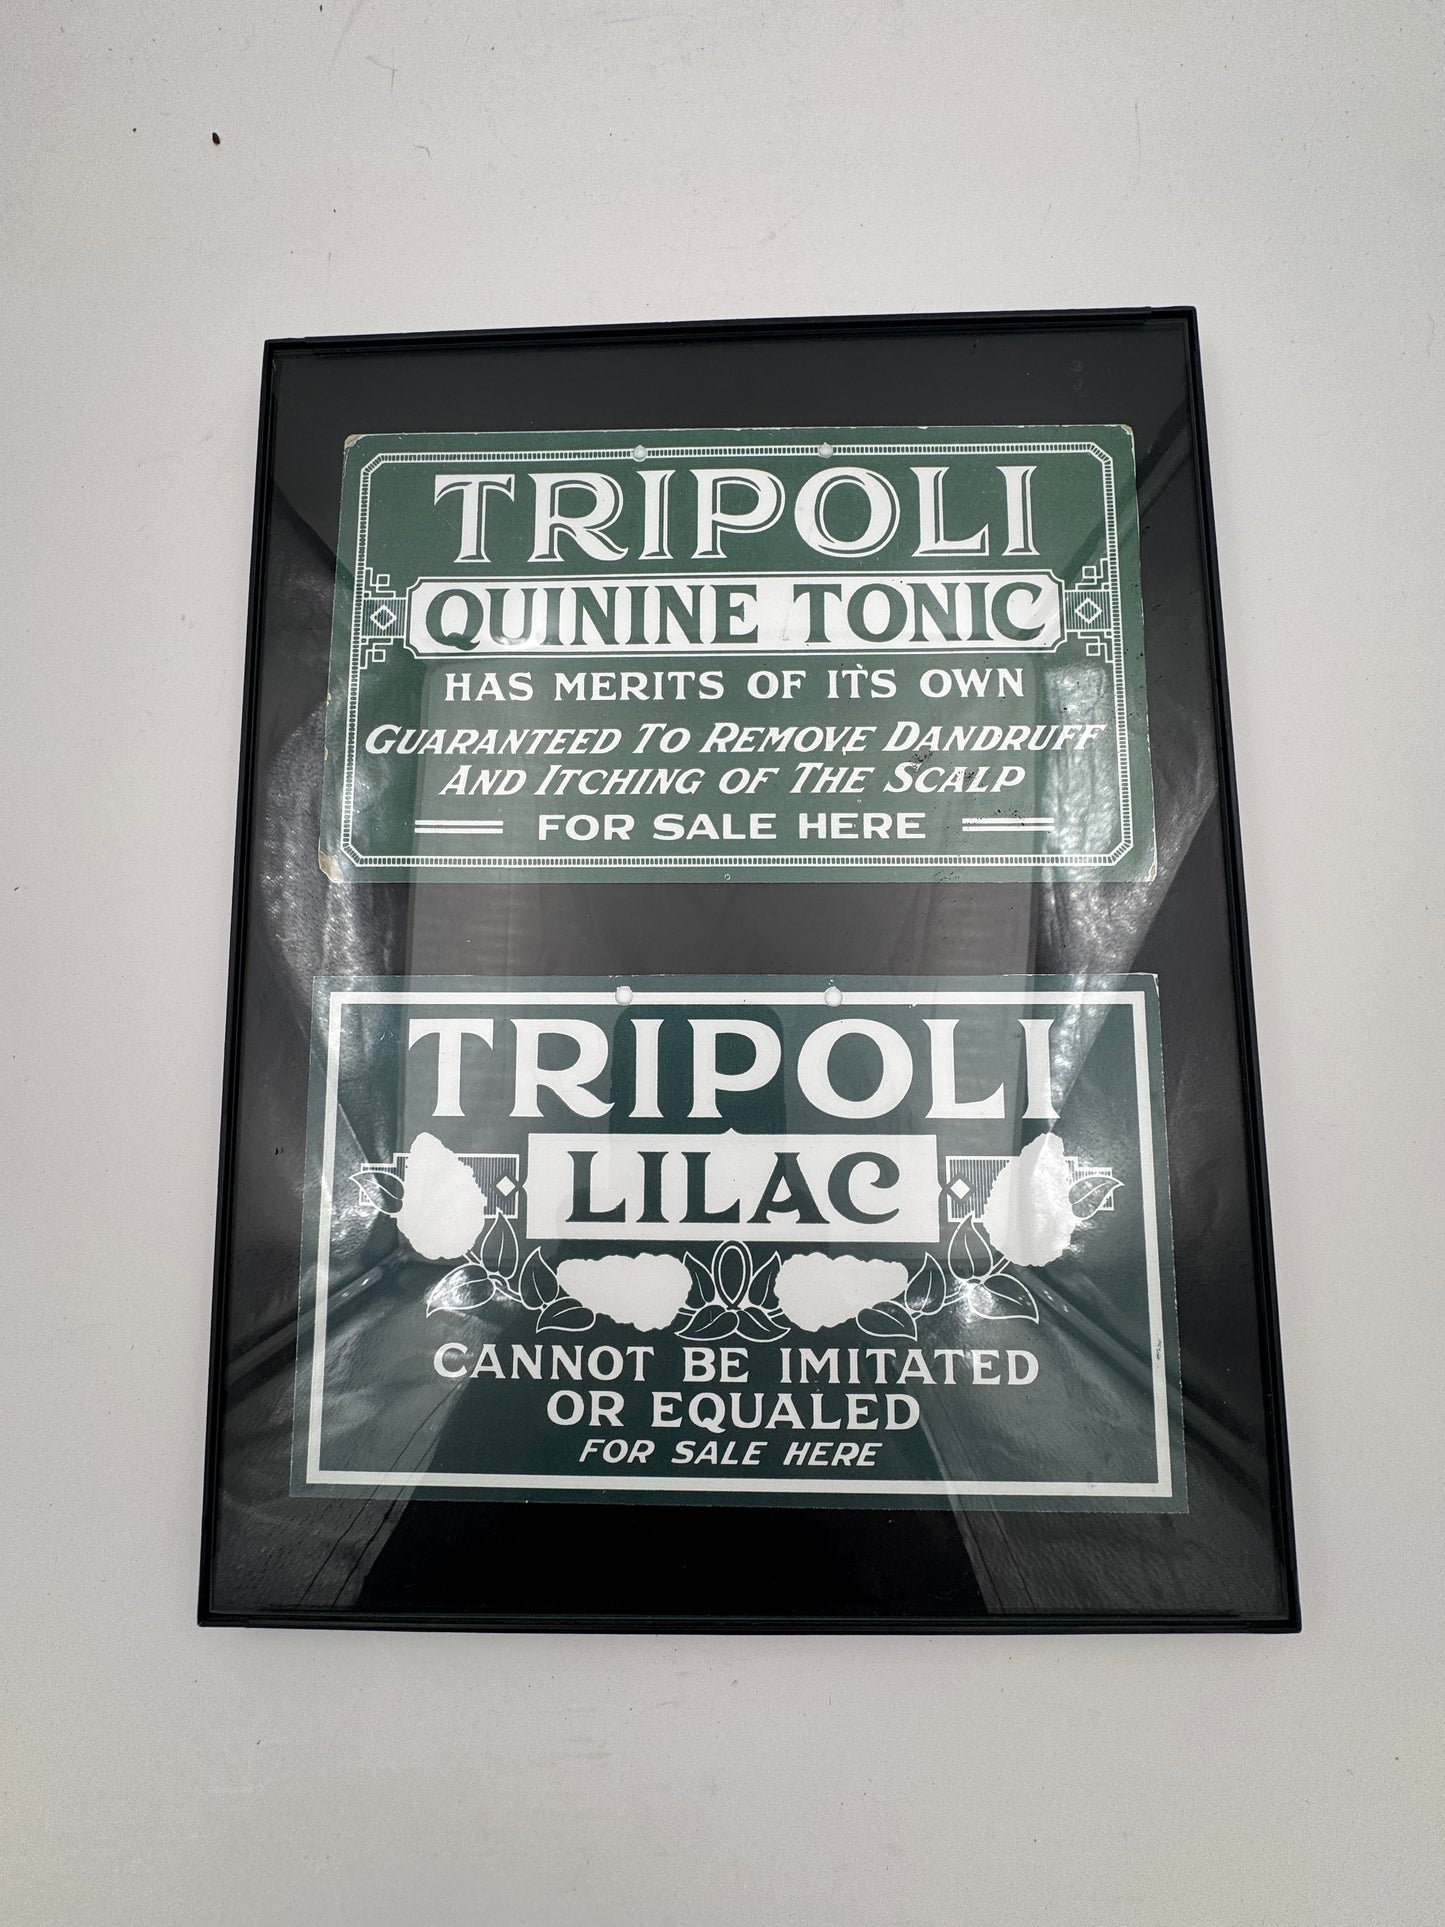 TRIPOLI
QUININE TONIC
HAS MERITS OF IT'S OWN
GUARANTEED TO REMOVE DANDRUFF
AND ITCHING OF THE SCALP
FOR SALE HERE
TRIPOLI
LILAC
CANNOT BE IMITATED
OR EQUALED
FOR SALE HERE